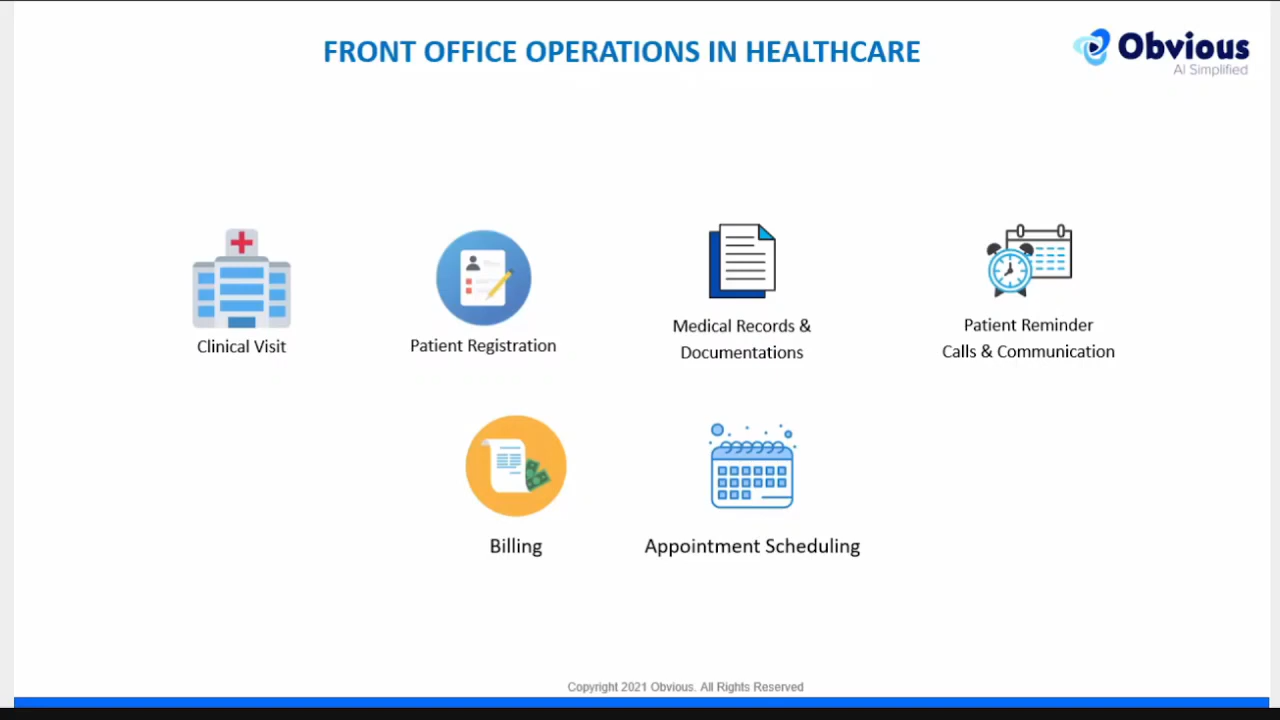 FRONT OFFICE OPERATIONS IN HEALTHCARE
Obvious
AI Simplified
Clinical Visit
Patient Registration
Medical Records &
Documentations
Patient Reminder
Calls & Communication
Billing
Appointment Scheduling
Copyright 2021 Obvious. All Rights Reserved